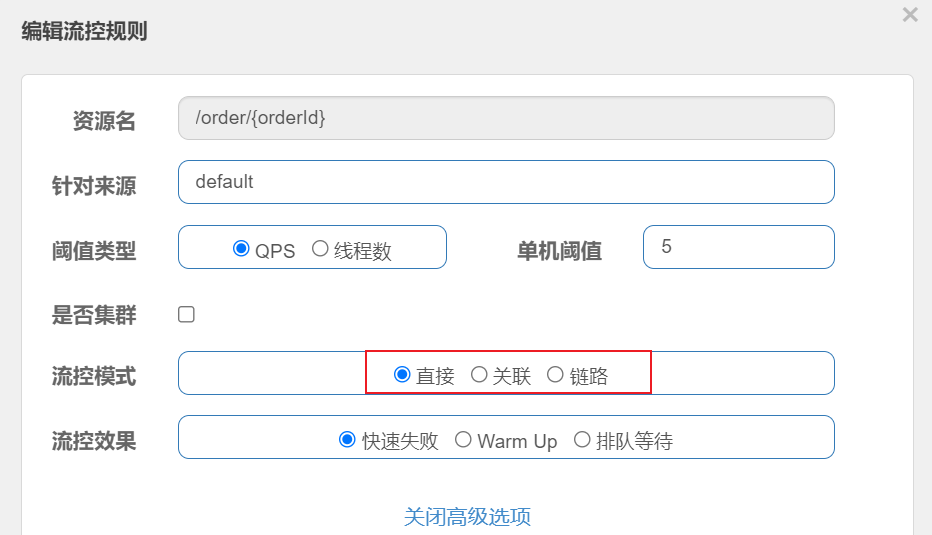 编辑流控规则 ×
资源名 /order/{orderId}
针对来源 default
阈值类型 QPS 线程数 单机阈值 5
是否集群
流控模式 直接 关联 链路
流控效果 快速失败 Warm Up 排队等待
关闭高级选项